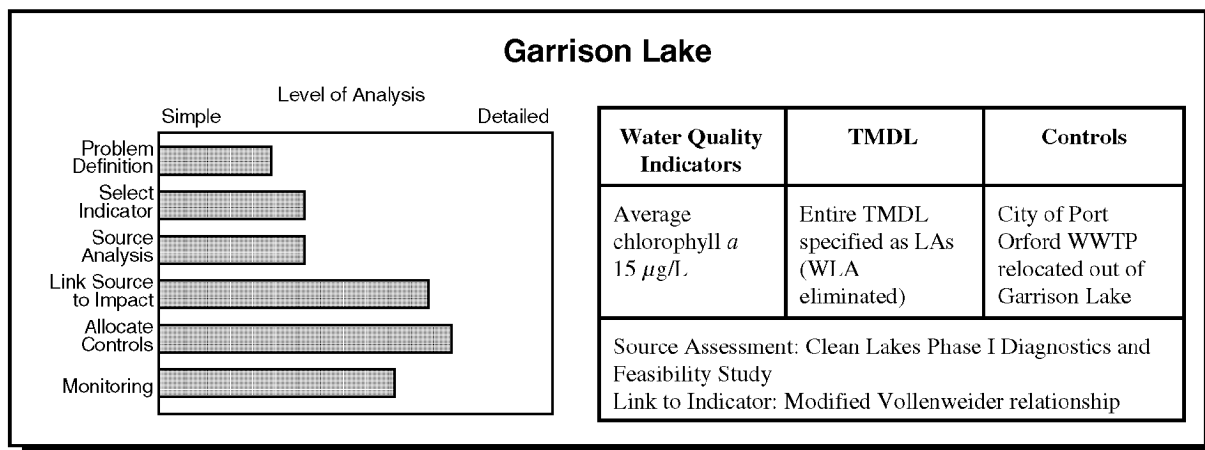 Garrison Lake
Level of Analysis
Simple Detailed
Problem
Definition
Select
Indicator
Source
Analysis
Link Source
to Impact
Allocate
Controls
Monitoring
Water Quality
Indicators
TMDL
Controls
Average
chlorophyll a
15 µg/L
Entire TMDL
specified as LAs
(WLA
eliminated)
City of Port
Orford WWTP
relocated out of
Garrison Lake
Source Assessment: Clean Lakes Phase I Diagnostics and
Feasibility Study
Link to Indicator: Modified Vollenweider relationship